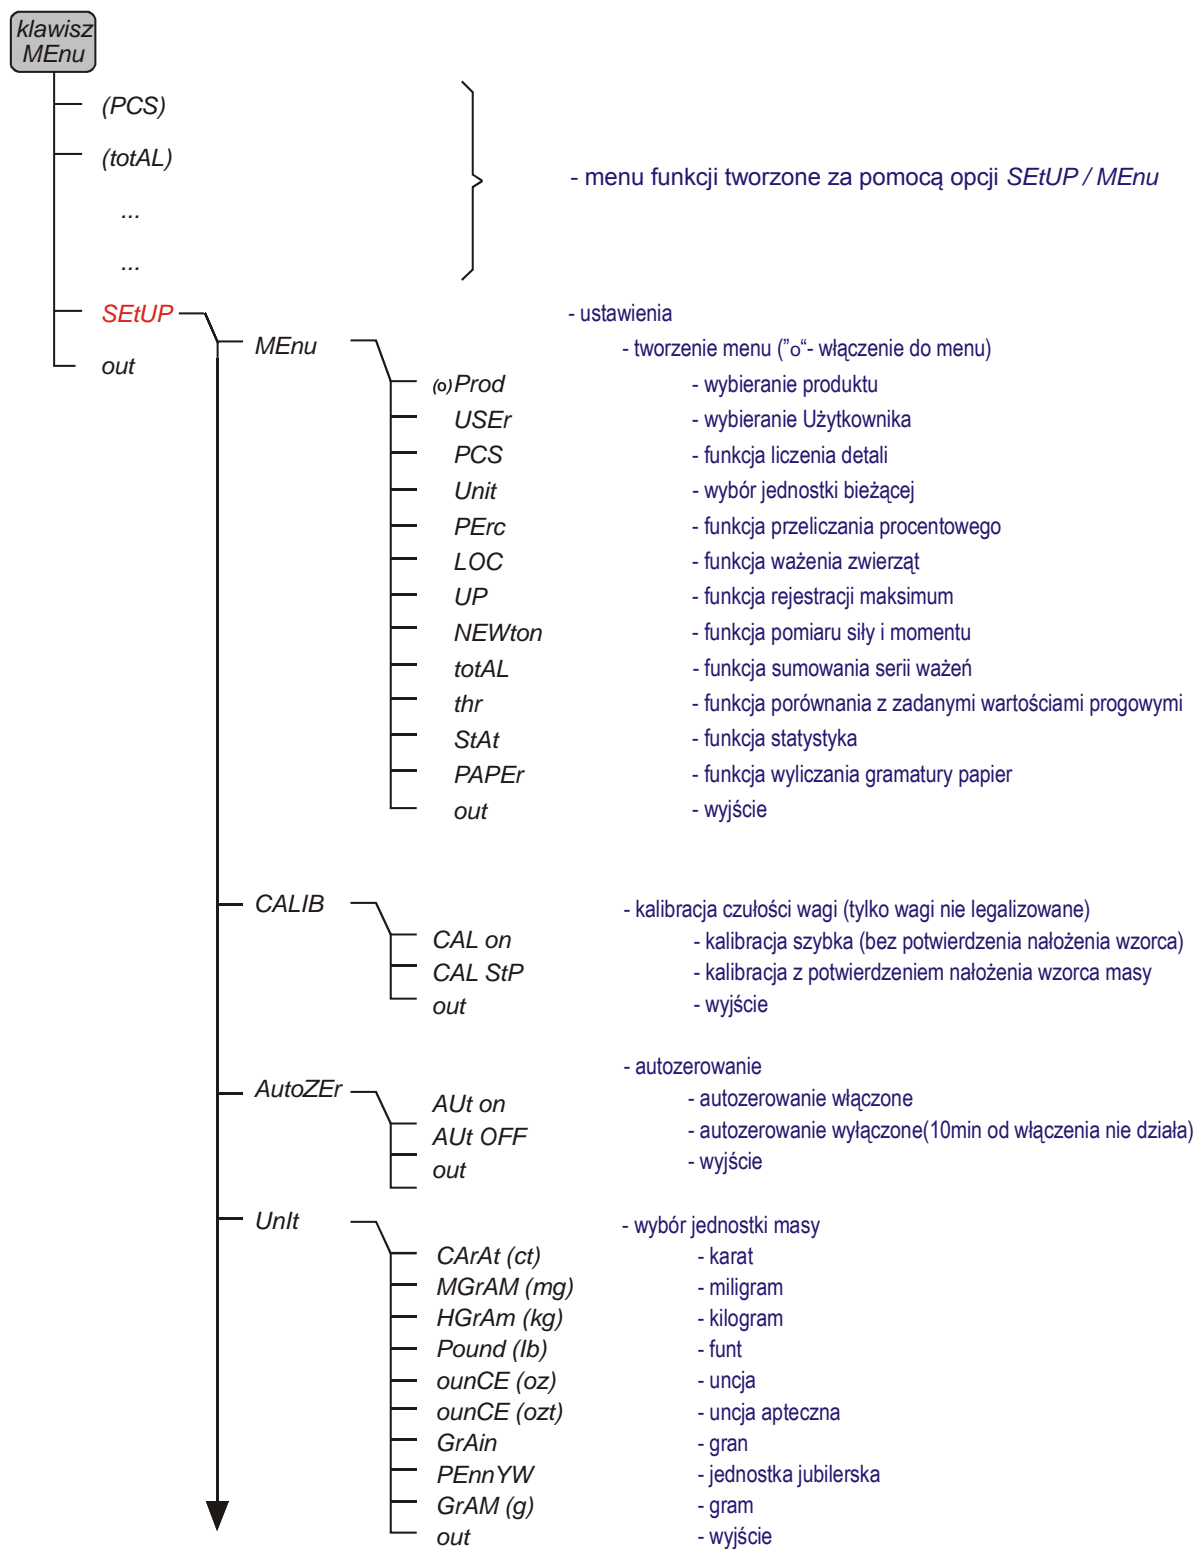 klawisz
MEnu
(PCS)
(totAL)
...
...
- menu funkcji tworzone za pomocą opcji SEtUP / MEnu
SEtUP - ustawienia
out
MEnu - tworzenie menu ("o"- włączenie do menu)
(o) Prod - wybieranie produktu
USEr - wybieranie Użytkownika
PCS - funkcja liczenia detali
Unit - wybór jednostki bieżącej
PErc - funkcja przeliczania procentowego
LOC - funkcja ważenia zwierząt
UP - funkcja rejestracji maksimum
NEWton - funkcja pomiaru siły i momentu
totAL - funkcja sumowania serii ważeń
thr - funkcja porównania z zadanymi wartościami progowymi
StAt - funkcja statystyka
PAPEr - funkcja wyliczania gramatury papier
out - wyjście
CALIB - kalibracja czułości wagi (tylko wagi nie legalizowane)
CAL on - kalibracja szybka (bez potwierdzenia nałożenia wzorca)
CAL StP - kalibracja z potwierdzeniem nałożenia wzorca masy
out - wyjście
AutoZEr - autozerowanie
AUt on - autozerowanie włączone
AUt OFF - autozerowanie wyłączone(10min od włączenia nie działa)
out - wyjście
UnIt - wybór jednostki masy
CArAt (ct) - karat
MGrAM (mg) - miligram
HGrAm (kg) - kilogram
Pound (lb) - funt
ounCE (oz) - uncja
ounCE (ozt) - uncja apteczna
GrAin - gran
PEnnYW - jednostka jubilerska
GrAM (g) - gram
out - wyjście